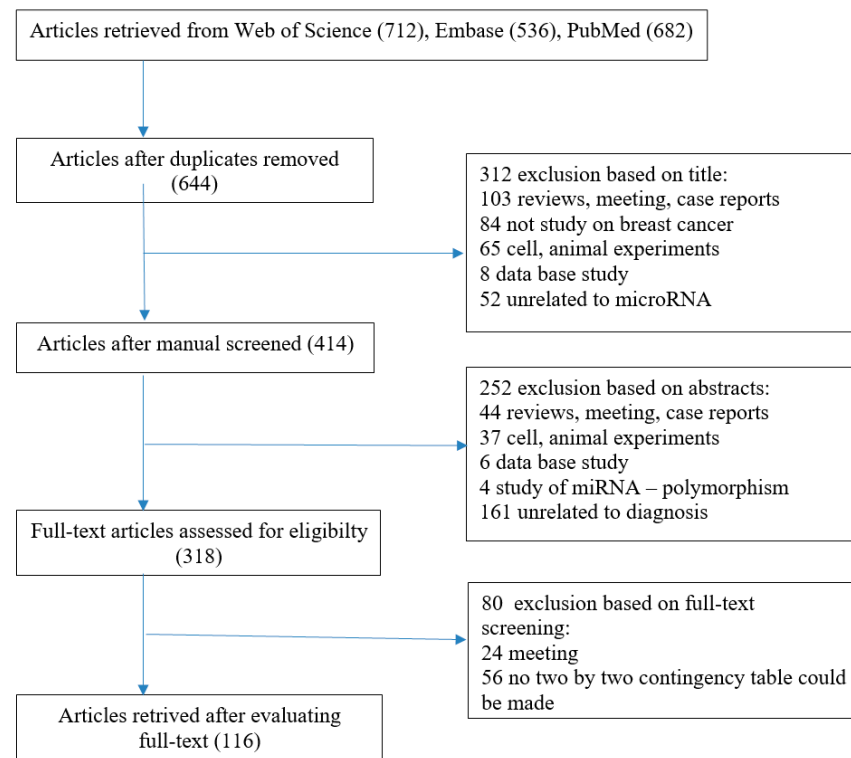 Articles retrieved from Web of Science (712), Embase (536), PubMed (682)
Articles after duplicates removed
(644)
312 exclusion based on title:
103 reviews, meeting, case reports
84 not study on breast cancer
65 cell, animal experiments
8 data base study
52 unrelated to microRNA
Articles after manual screened (414)
252 exclusion based on abstracts:
44 reviews, meeting, case reports
37 cell, animal experiments
6 data base study
4 study of miRNA – polymorphism
161 unrelated to diagnosis
Full-text articles assessed for eligibilty
(318)
80 exclusion based on full-text
screening:
24 meeting
56 no two by two contingency table could
be made
Articles retrived after evaluating
full-text (116)